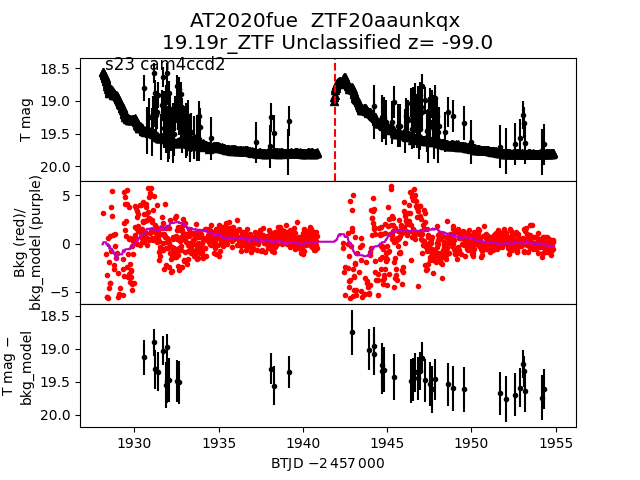 AT2020fue  ZTF20aaunkqx
19.19r_ZTF Unclassified z= -99.0
s23 cam4ccd2
T mag
18.5
19.0
19.5
20.0
Bkg (red)/
bkg_model (purple)
5
0
−5
T mag −
bkg_model
18.5
19.0
19.5
20.0
1930
1935
1940
1945
1950
1955
BTJD −2 457 000